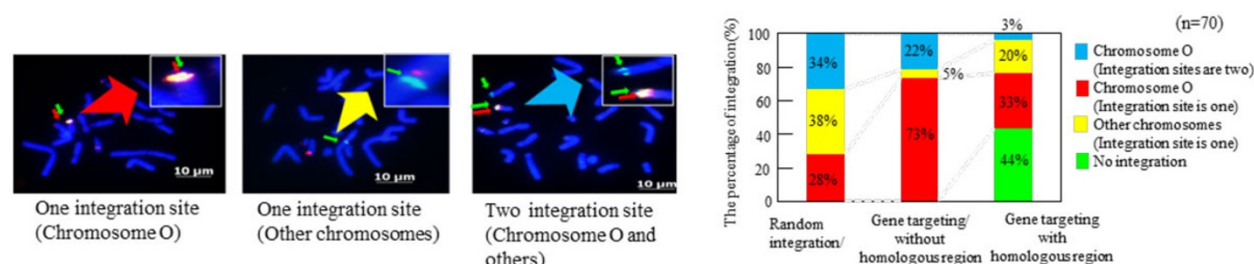 10 μm
One integration site
(Chromosome O)
10 μm
One integration site
(Other chromosomes)
10 μm
Two integration site
(Chromosome O and
others)
The percentage of integration(%)
100
80
60
40
20
0
34%
38%
28%
22%
5%
73%
3%
20%
33%
44%
Random
integration/
Gene targeting/
without
homologous region
Gene targeting
with
homologous region
(n=70)
Chromosome O
(Integration sites are two)
Chromosome O
(Integration site is one)
Other chromosomes
(Integration site is one)
No integration